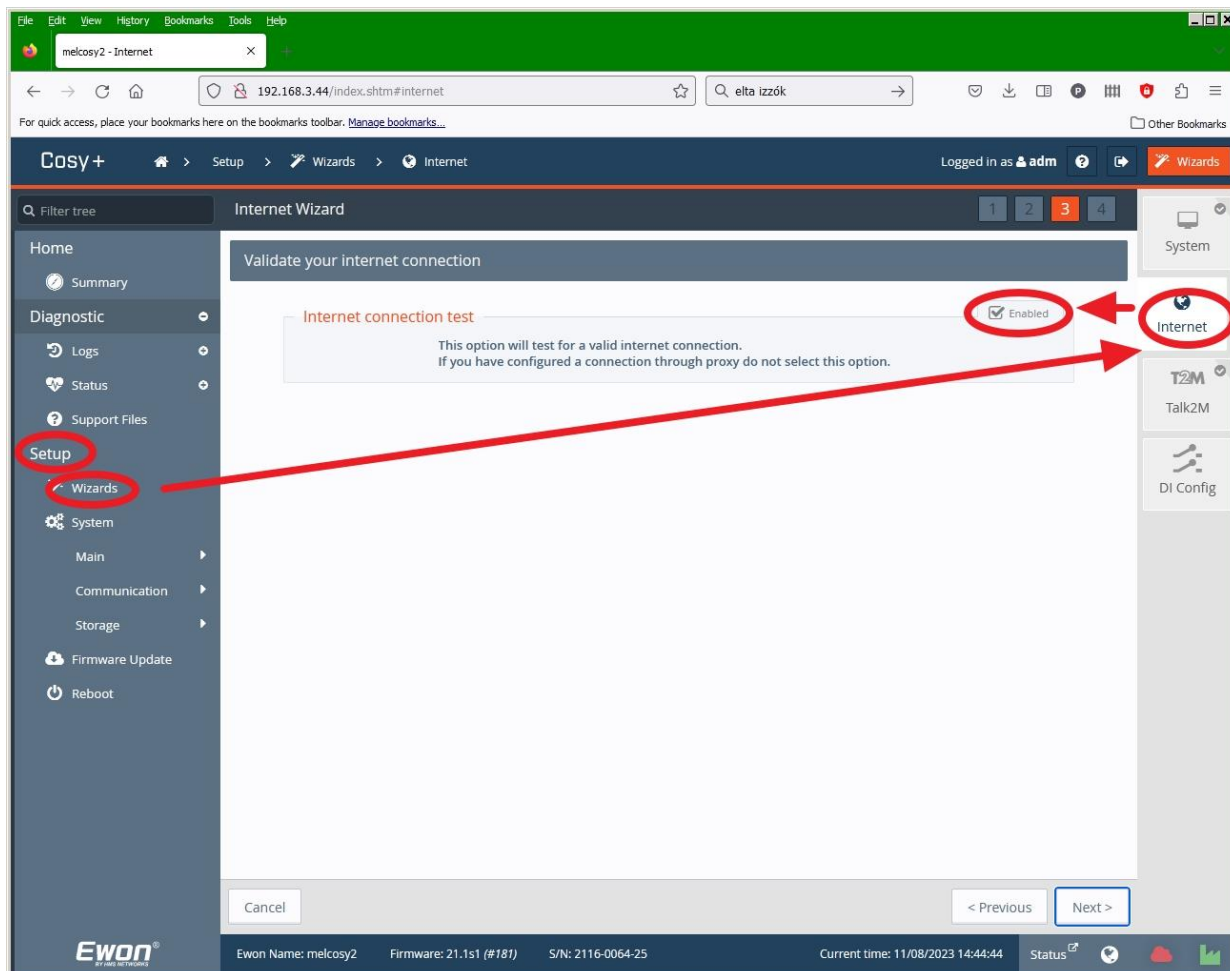 File Edit View History Bookmarks Tools Help
melcosy2 - Internet
192.168.3.44/index.shtm#internet
elta izzók
For quick access, place your bookmarks here on the bookmarks toolbar. Manage bookmarks...
Other Bookmarks
Cosy+ > Setup > Wizards > Internet
Logged in as adm
Wizards
Filter tree
Internet Wizard
1 2 3 4
System
Home
Validate your internet connection
Summary
Diagnostic
Internet connection test
Enabled
Internet
Logs
This option will test for a valid internet connection.
If you have configured a connection through proxy do not select this option.
Status
T2M
Talk2M
Support Files
Setup
Wizards
DI Config
System
Main
Communication
Storage
Firmware Update
Reboot
Cancel
< Previous
Next >
Ewon®
BY HMS NETWORKS
Ewon Name: melcosy2
Firmware: 21.1s1 (#181)
S/N: 2116-0064-25
Current time: 11/08/2023 14:44:44
Status